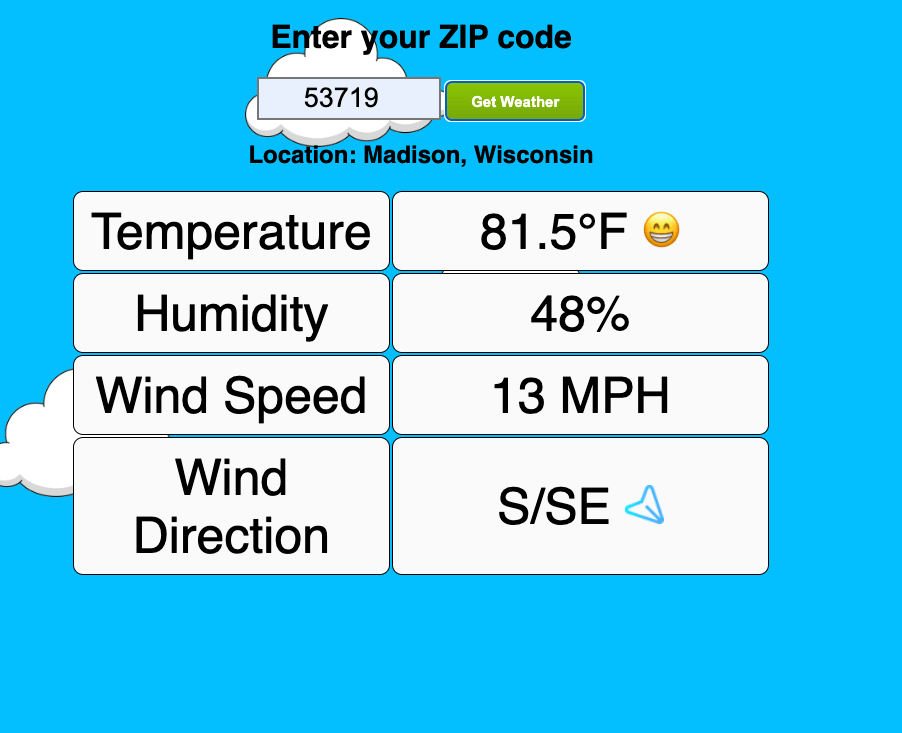 Enter your ZIP code
53719
Get Weather
Location: Madison, Wisconsin
Temperature
81.5°F 😁
Humidity
48%
Wind Speed
13 MPH
Wind
Direction
S/SE